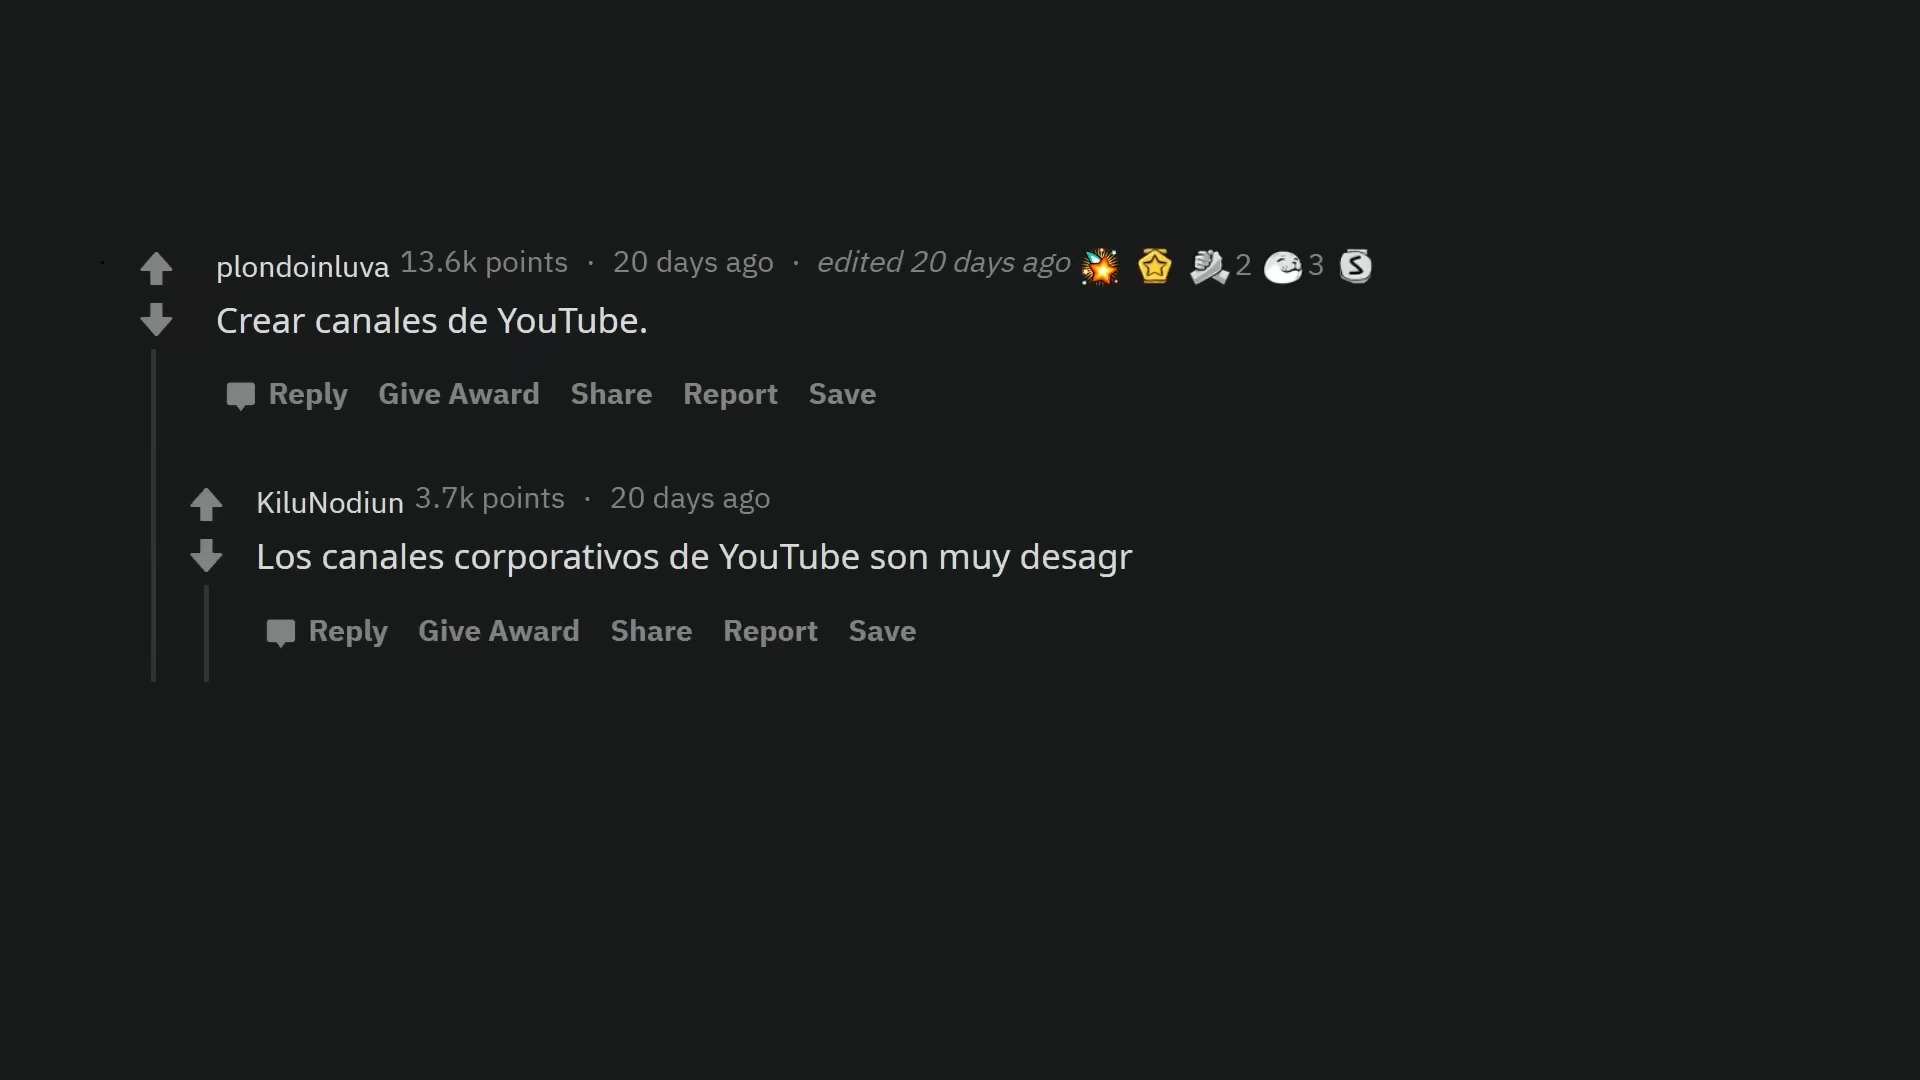 plondoinluva 13.6k points · 20 days ago · edited 20 days ago 2 3 S
Crear canales de YouTube.
Reply Give Award Share Report Save
KiluNodiun 3.7k points · 20 days ago
Los canales corporativos de YouTube son muy desagr
Reply Give Award Share Report Save